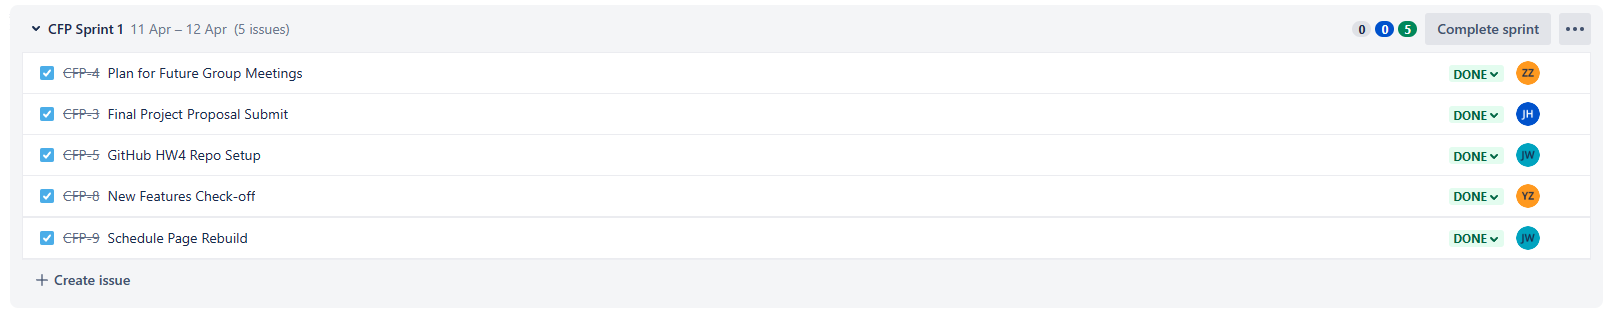 CFP Sprint 1 11 Apr – 12 Apr (5 issues) 0 0 5 Complete sprint
CFP-4 Plan for Future Group Meetings DONE ZZ
CFP-3 Final Project Proposal Submit DONE JH
CFP-5 GitHub HW4 Repo Setup DONE JW
CFP-8 New Features Check-off DONE YZ
CFP-9 Schedule Page Rebuild DONE JW
+ Create issue